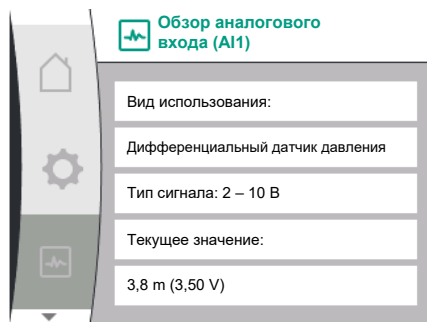 Обзор аналогового
входа (AI1)
Вид использования:
Дифференциальный датчик давления
Тип сигнала: 2 – 10 В
Текущее значение:
3,8 m (3,50 V)